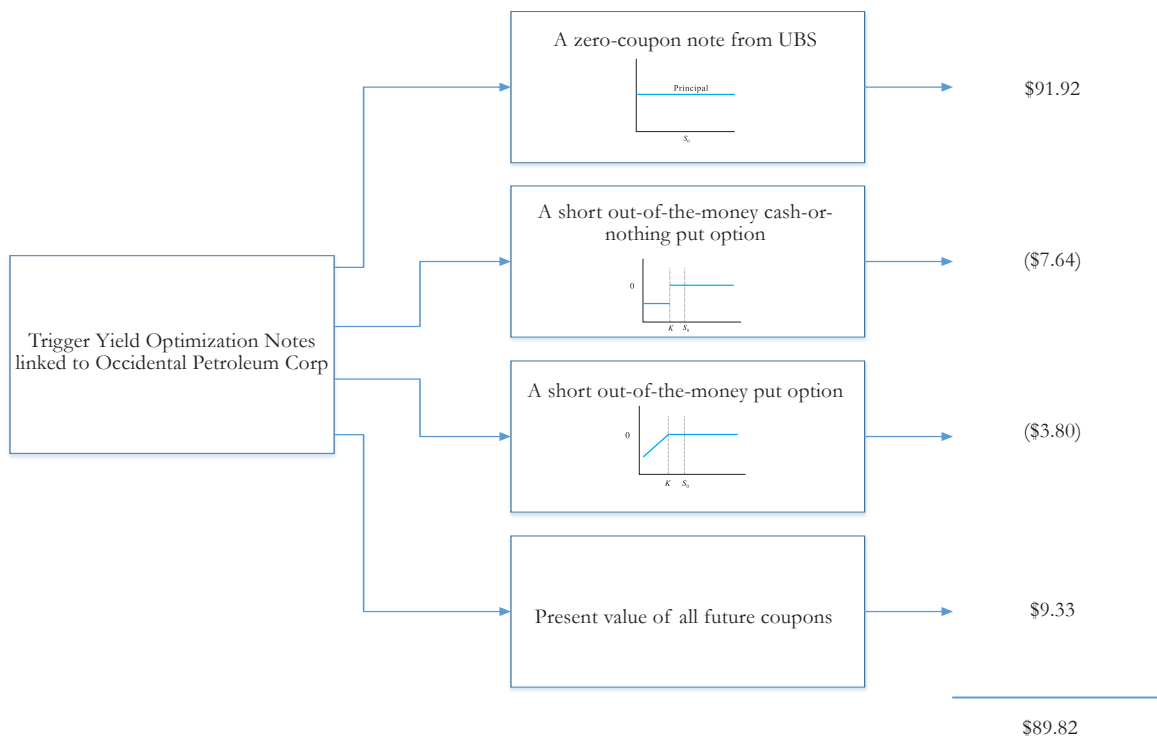 A zero-coupon note from UBS
Principal
S0
$91.92
A short out-of-the-money cash-or-
nothing put option
0
K S0
($7.64)
Trigger Yield Optimization Notes
linked to Occidental Petroleum Corp
A short out-of-the-money put option
0
K S0
($3.80)
Present value of all future coupons
$9.33
$89.82